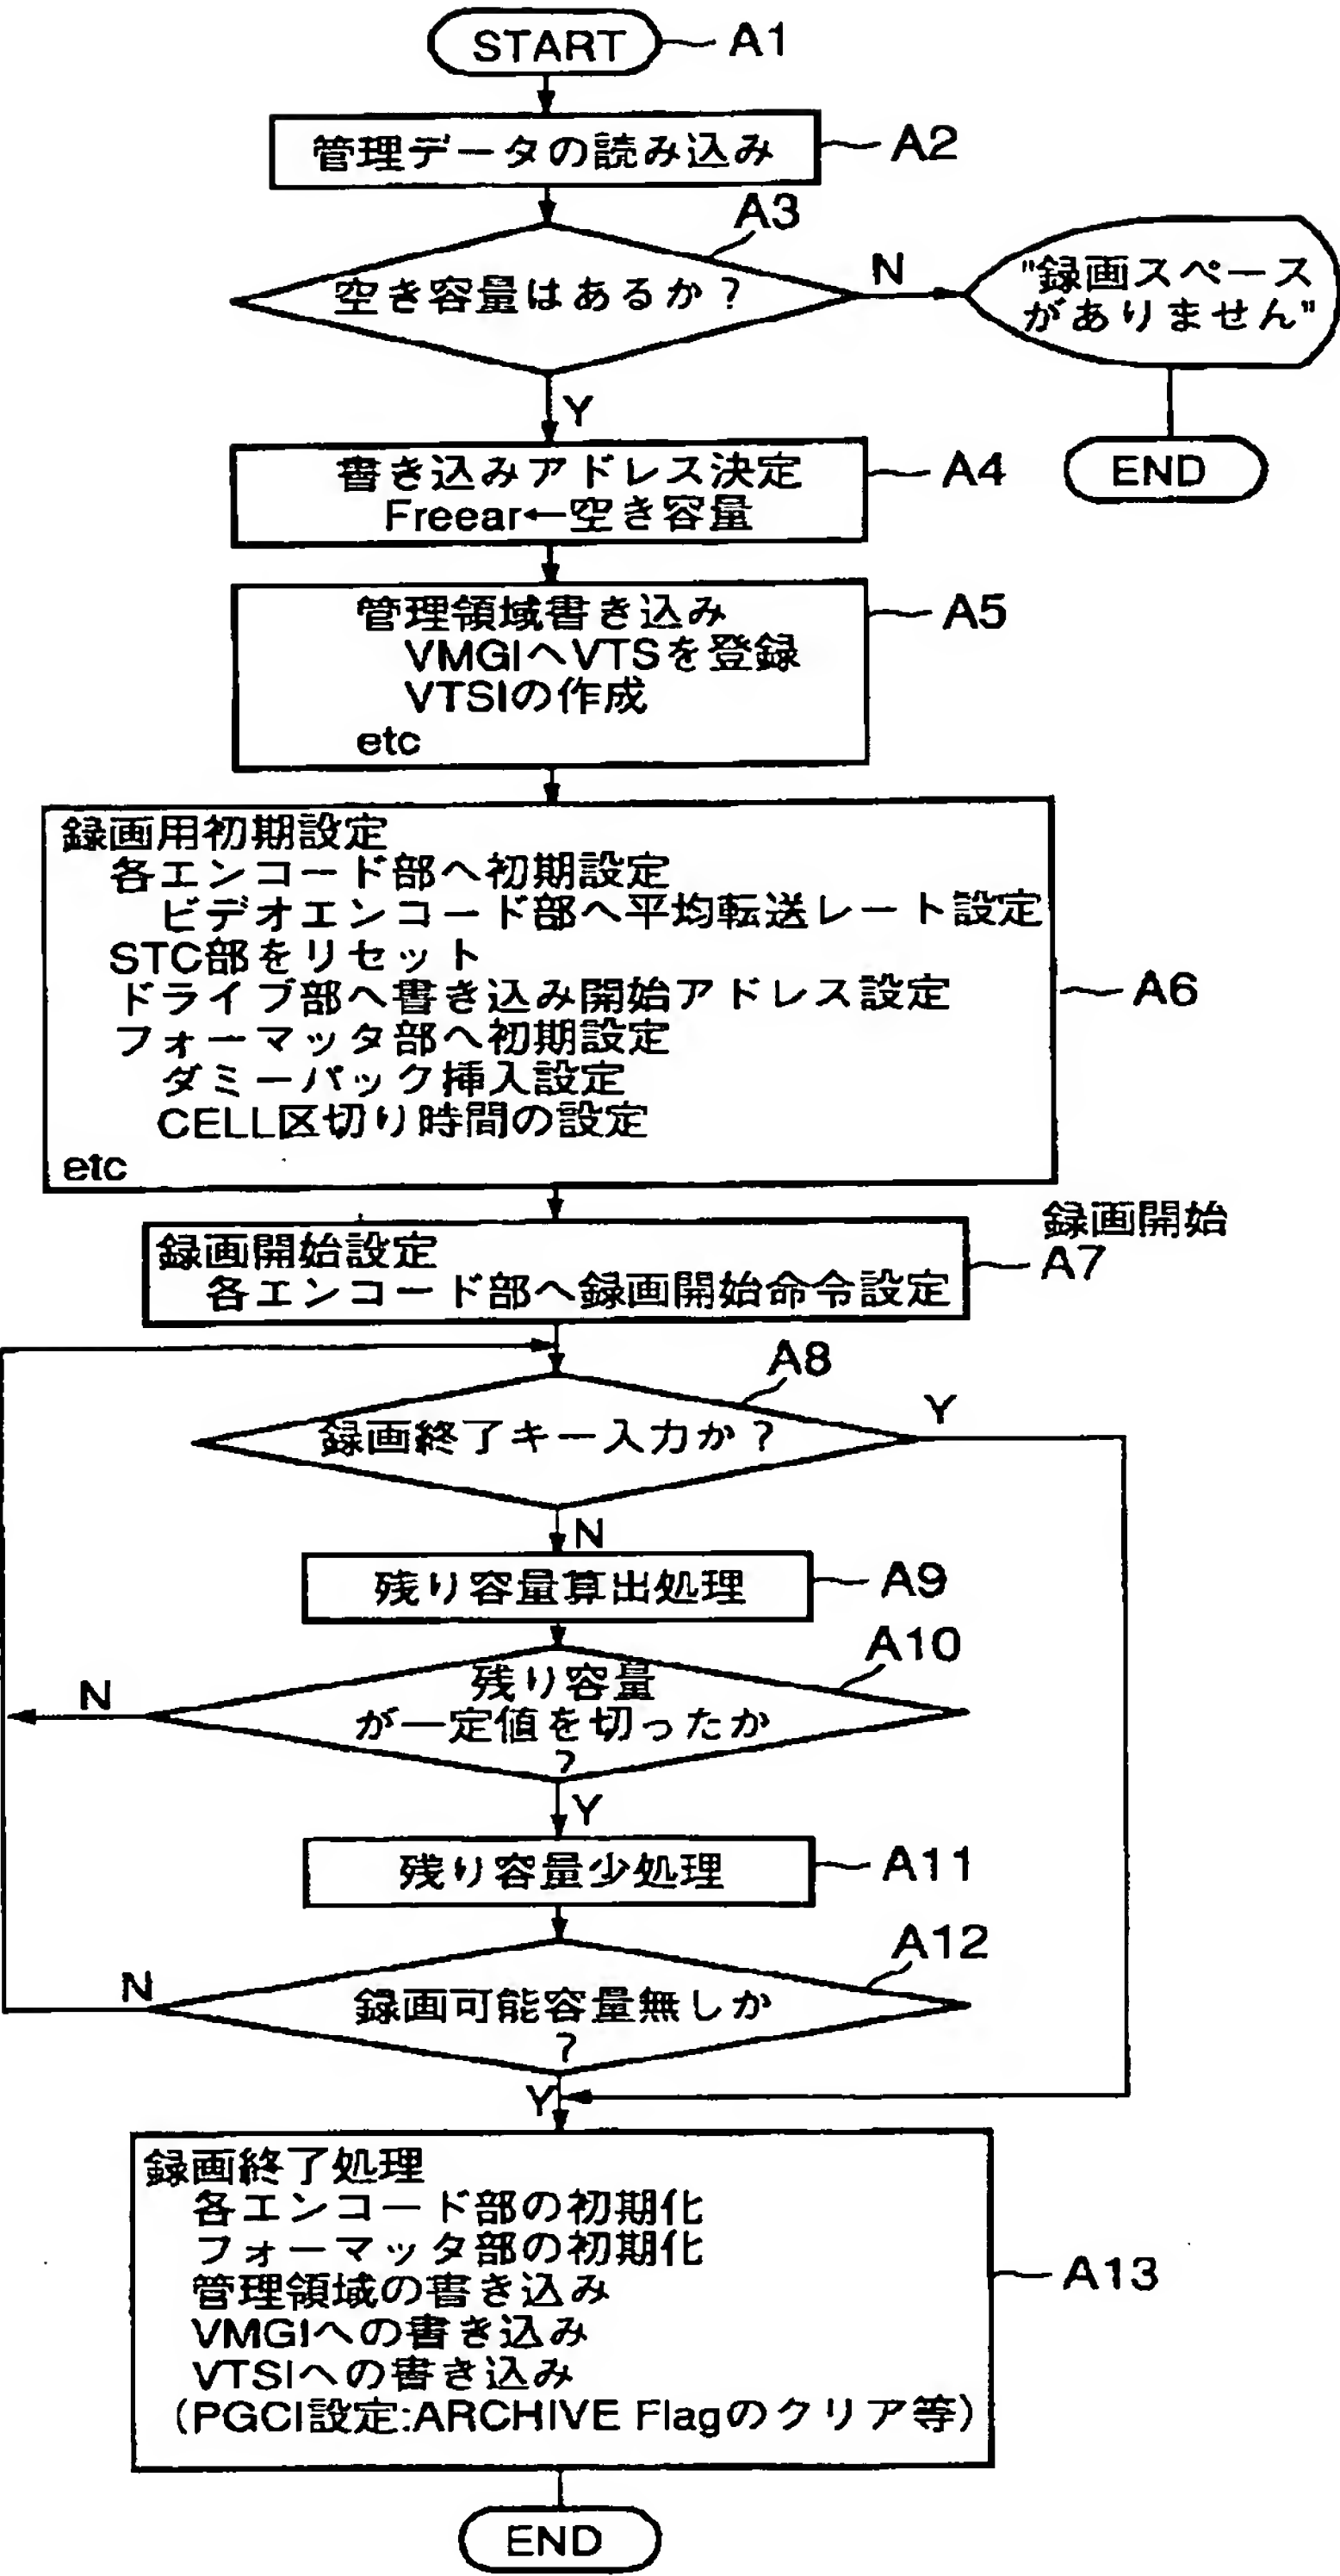 START
A1
管理データの読み込み
A2
A3
空き容量はあるか？
N
"録画スペース
がありません"
END
Y
書き込みアドレス決定
Freear←空き容量
A4
管理領域書き込み
VMGIへVTSを登録
VTSIの作成
etc
A5
録画用初期設定
各エンコード部へ初期設定
ビデオエンコード部へ平均転送レート設定
STC部をリセット
ドライブ部へ書き込み開始アドレス設定
フォーマッタ部へ初期設定
ダミーパック挿入設定
CELL区切り時間の設定
etc
A6
録画開始
A7
録画開始設定
各エンコード部へ録画開始命令設定
A8
録画終了キー入力か？
Y
N
残り容量算出処理
A9
A10
残り容量
が一定値を切ったか
？
N
Y
残り容量少処理
A11
A12
録画可能容量無しか
？
N
Y
録画終了処理
各エンコード部の初期化
フォーマッタ部の初期化
管理領域の書き込み
VMGIへの書き込み
VTSIへの書き込み
（PGCI設定:ARCHIVE Flagのクリア等）
A13
END